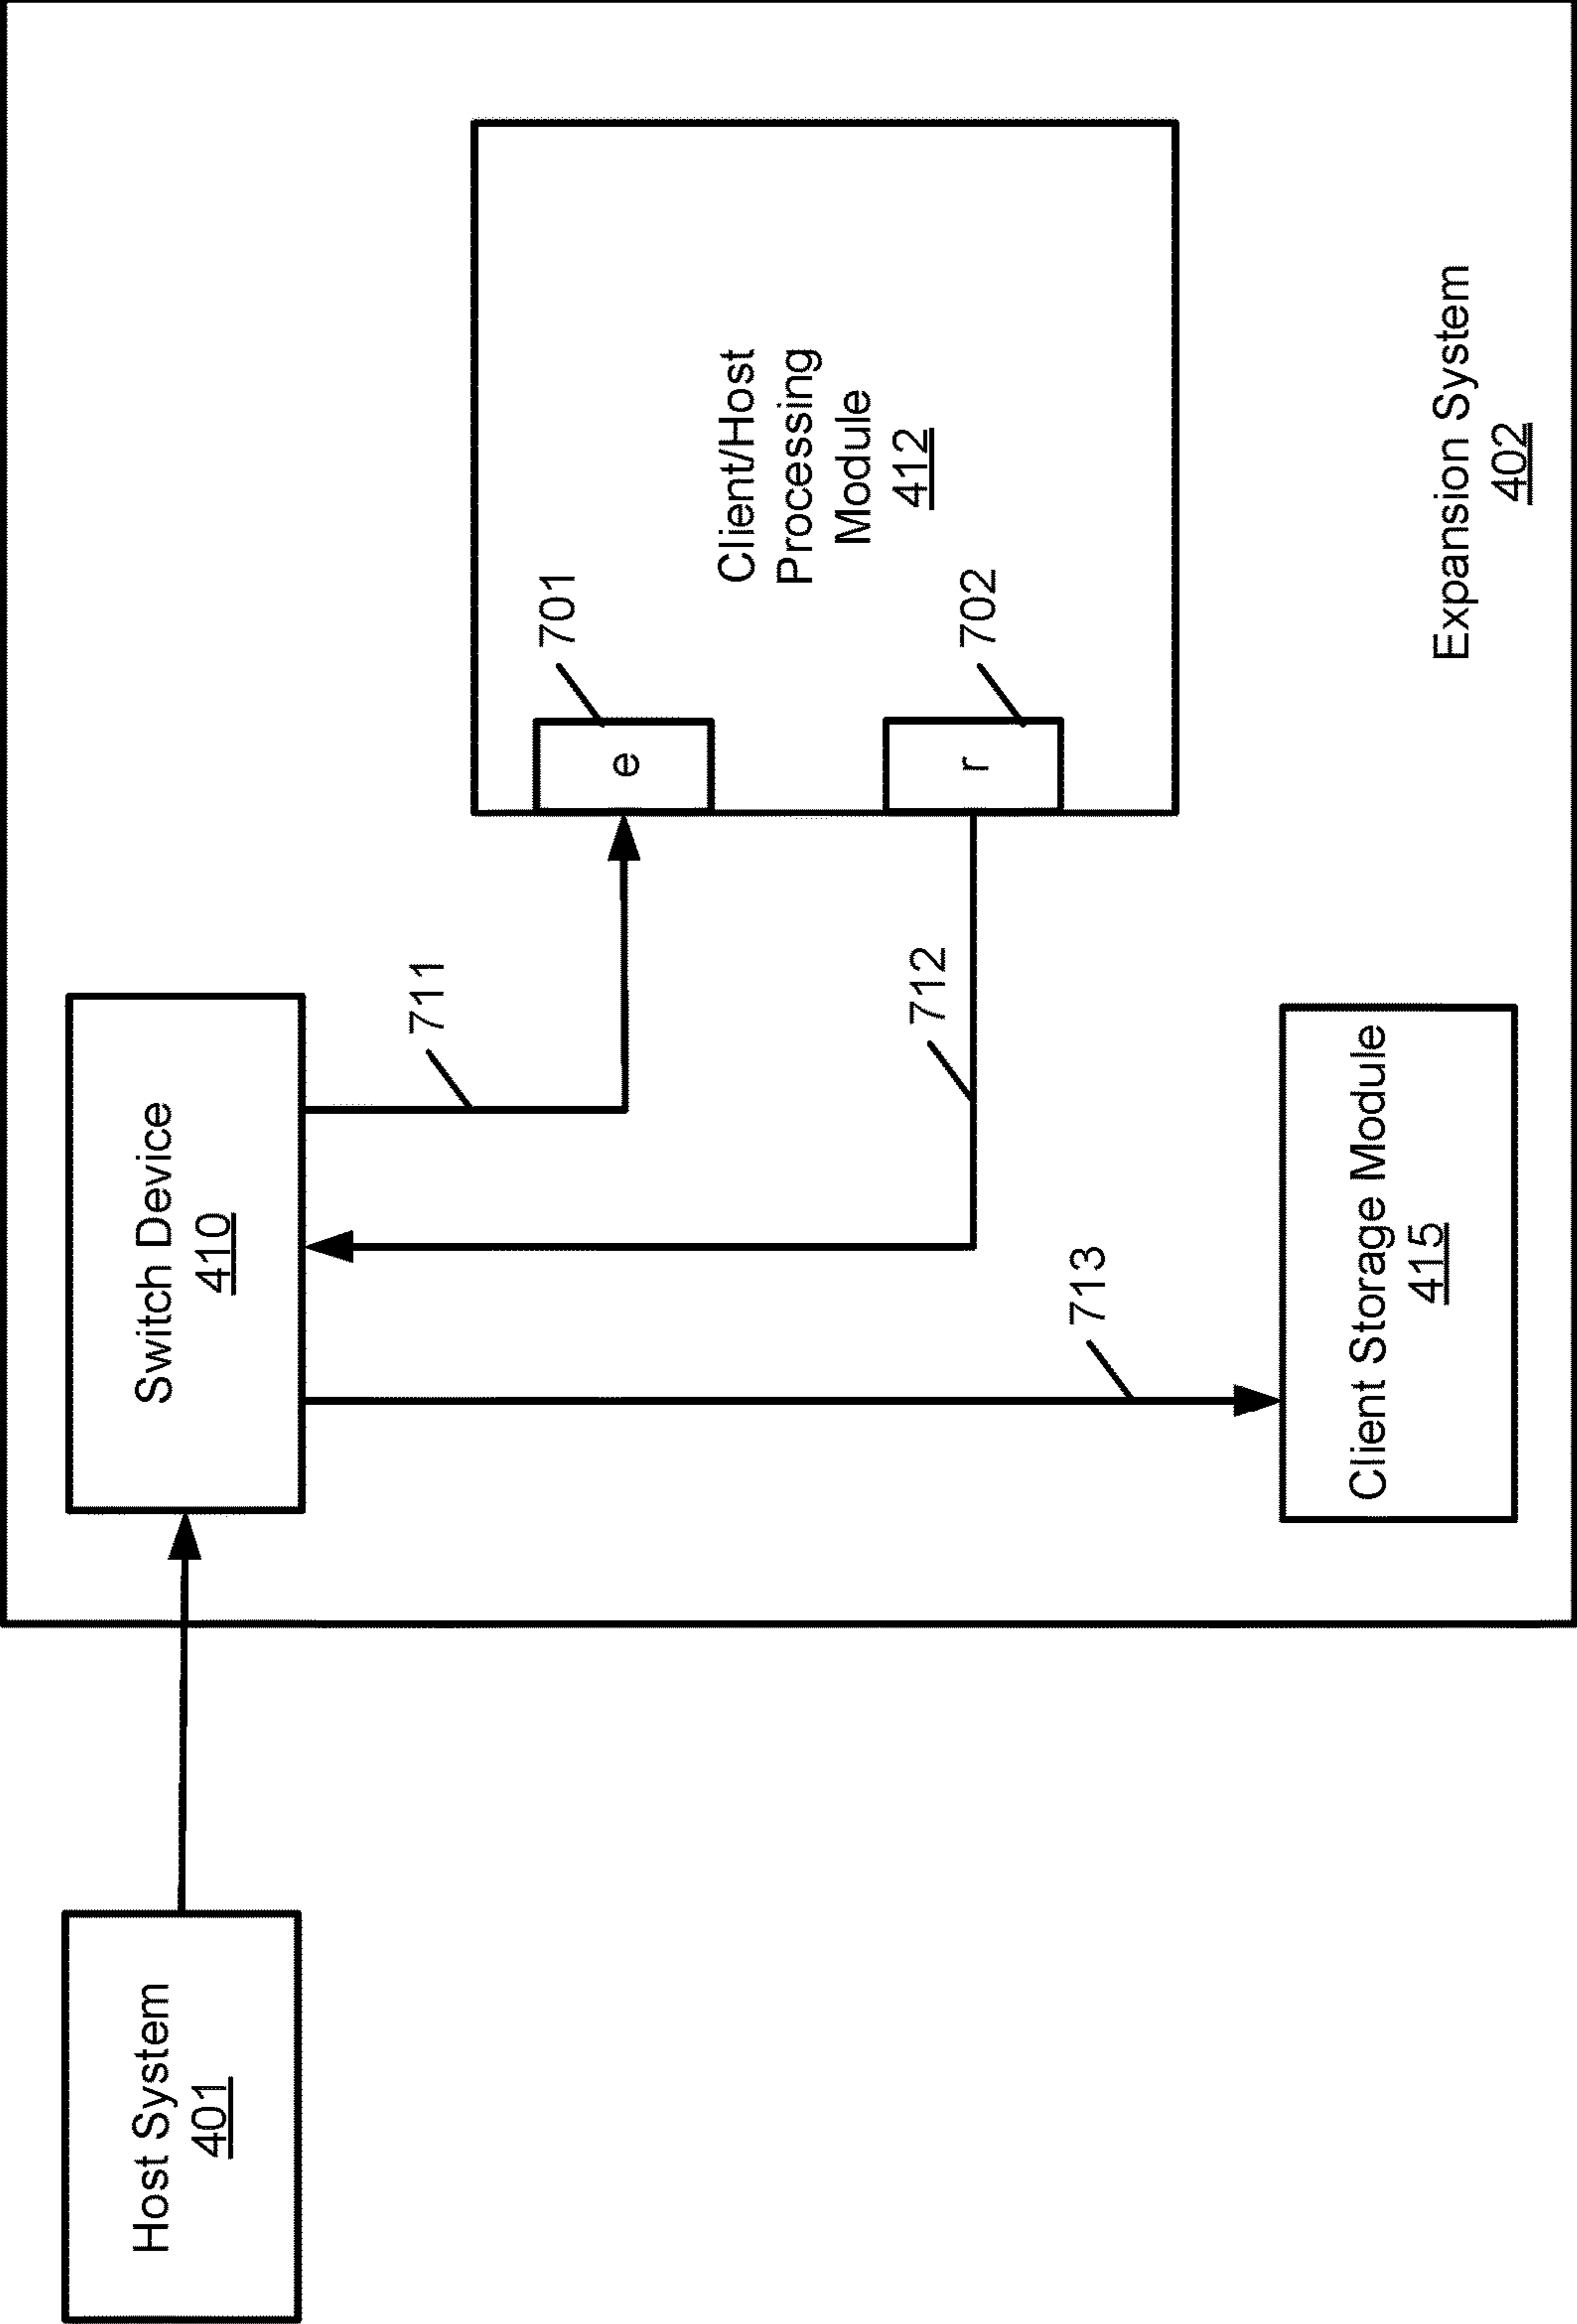 Host System
401
Switch Device
410
711
701
e
Client/Host
Processing
Module
412
712
702
r
713
Client Storage Module
415
Expansion System
402